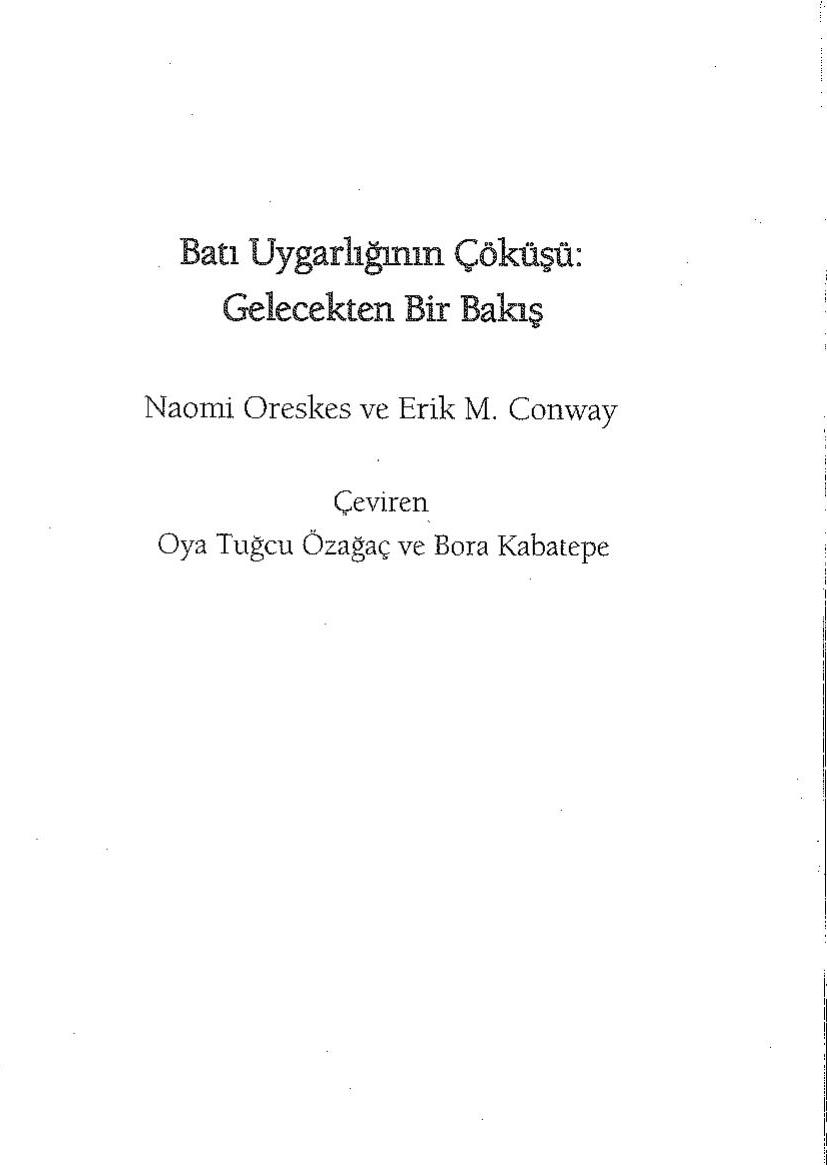 Batı Uygarlığının Çöküşü:
Gelecekten Bir Bakış
Naomi Oreskes ve Erik M. Conway
Çeviren
Oya Tuğcu Özağaç ve Bora Kabatepe